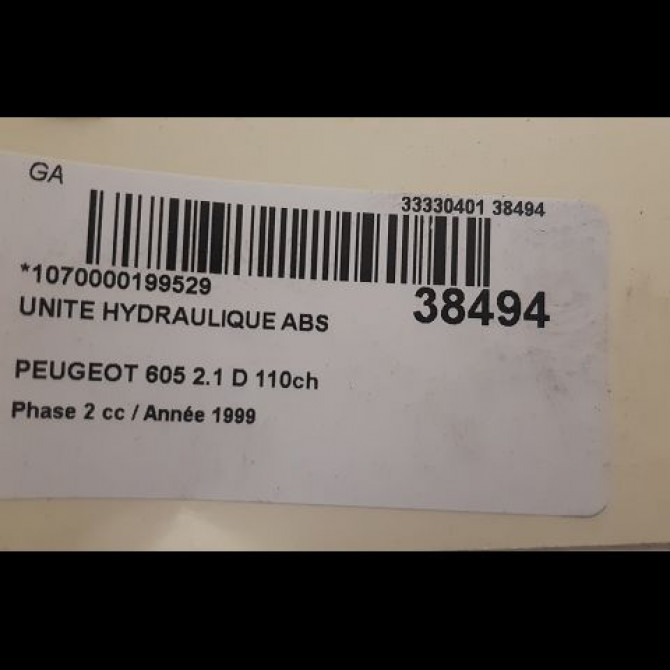 GA
33330401 38494
*1070000199529
38494
UNITE HYDRAULIQUE ABS
PEUGEOT 605 2.1 D 110ch
Phase 2 cc / Année 1999